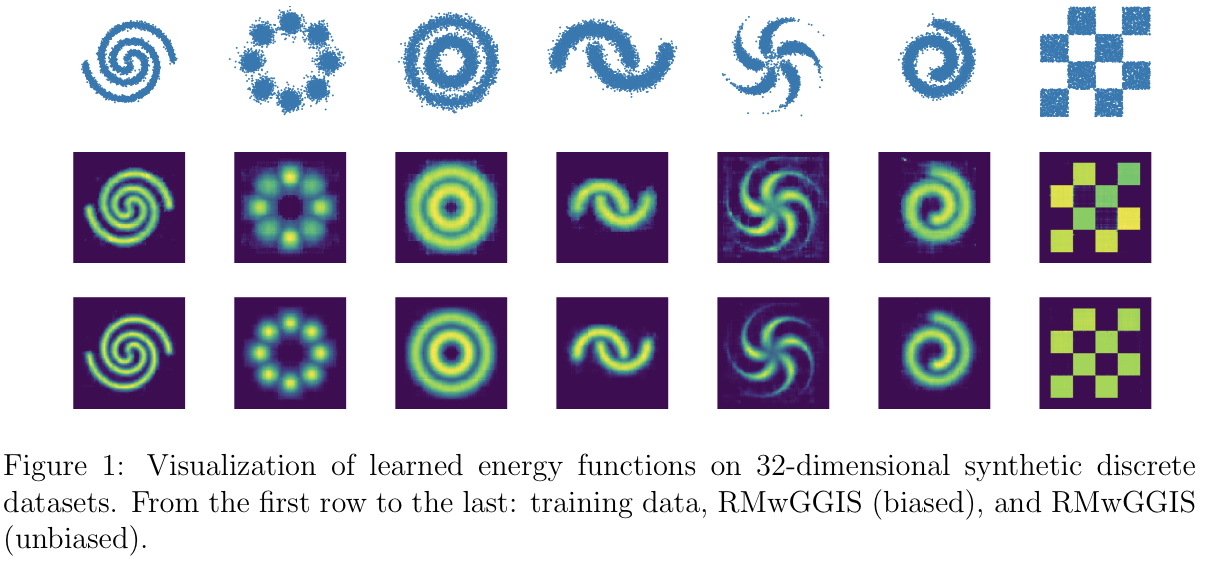 Figure 1: Visualization of learned energy functions on 32-dimensional synthetic discrete
datasets. From the first row to the last: training data, RMwGGIS (biased), and RMwGGIS
(unbiased).